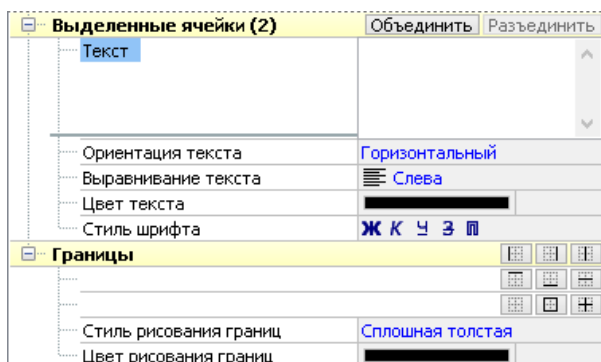 Выделенные ячейки (2) Объединить Разъединить
Текст
Ориентация текста Горизонтальный
Выравнивание текста Слева
Цвет текста
Стиль шрифта Ж К Ч З П
Границы
Стиль рисования границ Сплошная толстая
Цвет рисования границ